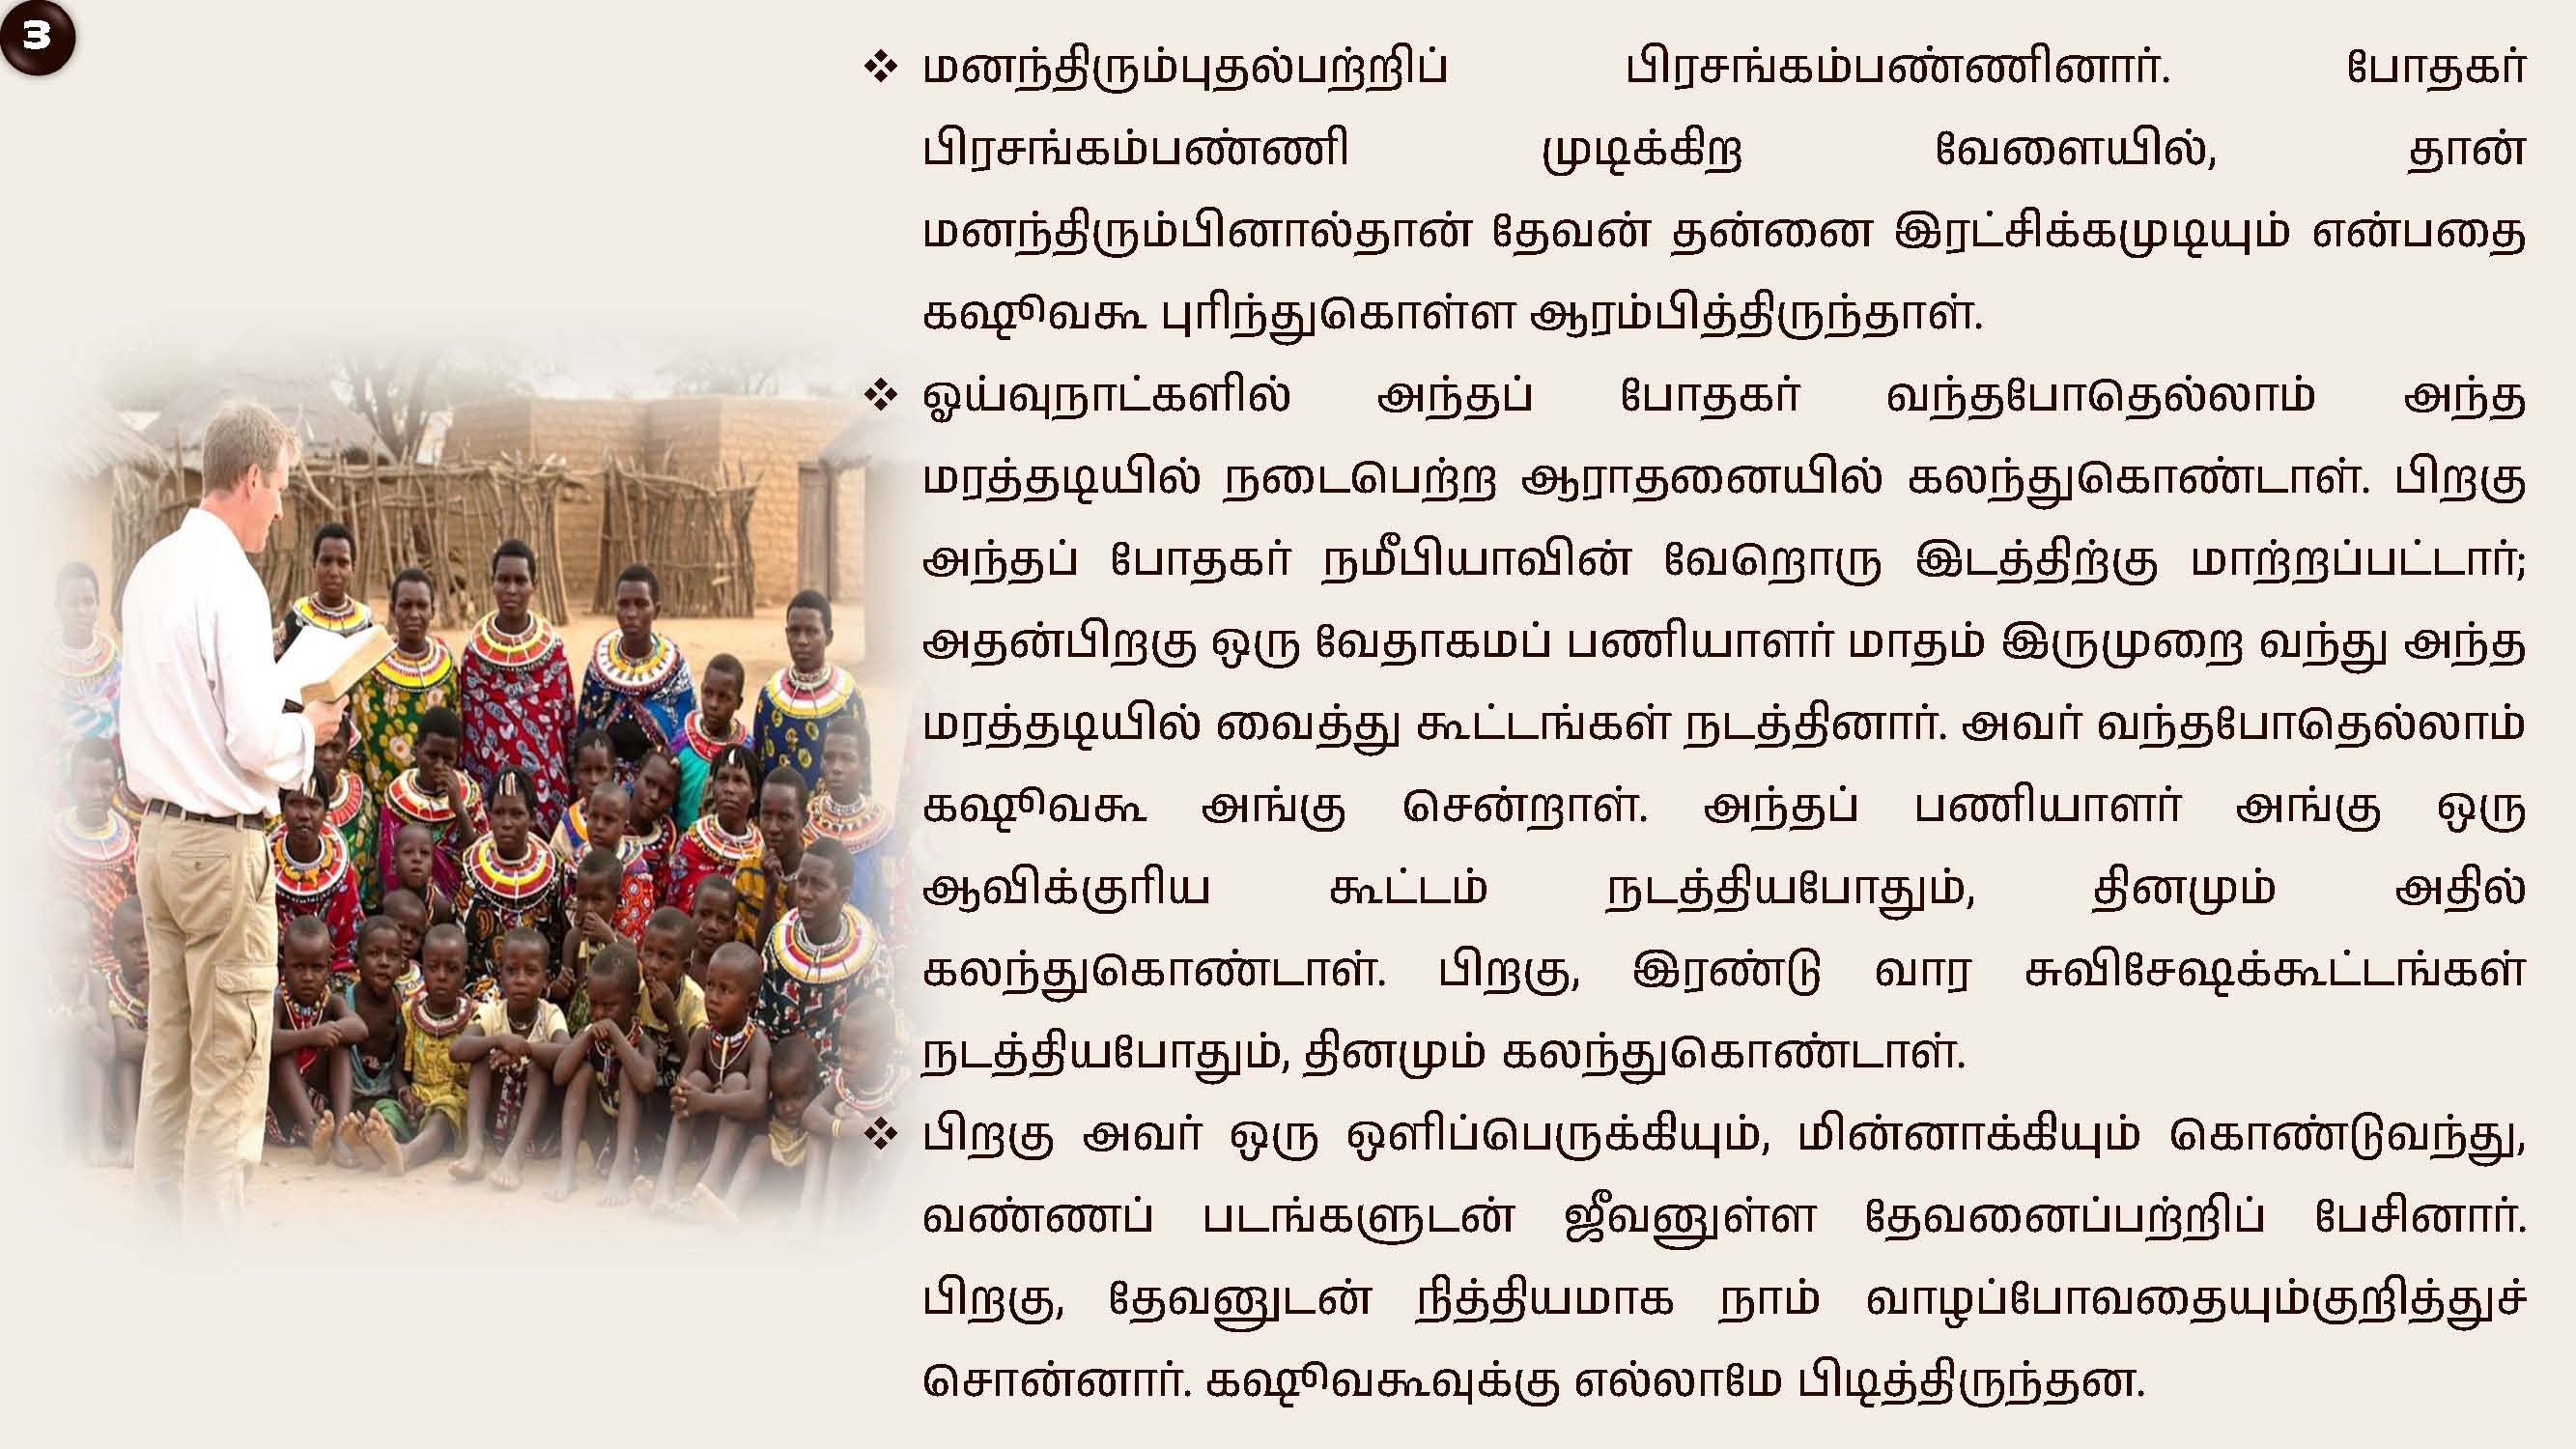 3
❖ மனந்திரும்புதல்பற்றிப் பிரசங்கம்பண்ணினார். போதகர்
பிரசங்கம்பண்ணி முடிக்கிற வேளையில், தான்
மனந்திரும்பினால்தான் தேவன் தன்னை இரட்சிக்கமுடியும் என்பதை
கஷூவகூ புரிந்துகொள்ள ஆரம்பித்திருந்தாள்.
❖ ஓய்வுநாட்களில் அந்தப் போதகர் வந்தபோதெல்லாம் அந்த
மரத்தடியில் நடைபெற்ற ஆராதனையில் கலந்துகொண்டாள். பிறகு
அந்தப் போதகர் நமீபியாவின் வேறொரு இடத்திற்கு மாற்றப்பட்டார்;
அதன்பிறகு ஒரு வேதாகமப் பணியாளர் மாதம் இருமுறை வந்து அந்த
மரத்தடியில் வைத்து கூட்டங்கள் நடத்தினார். அவர் வந்தபோதெல்லாம்
கஷூவகூ அங்கு சென்றாள். அந்தப் பணியாளர் அங்கு ஒரு
ஆவிக்குரிய கூட்டம் நடத்தியபோதும், தினமும் அதில்
கலந்துகொண்டாள். பிறகு, இரண்டு வார சுவிசேஷக்கூட்டங்கள்
நடத்தியபோதும், தினமும் கலந்துகொண்டாள்.
❖ பிறகு அவர் ஒரு ஒளிப்பெருக்கியும், மின்னாக்கியும் கொண்டுவந்து,
வண்ணப் படங்களுடன் ஜீவனுள்ள தேவனைப்பற்றிப் பேசினார்.
பிறகு, தேவனுடன் நித்தியமாக நாம் வாழப்போவதையும்குறித்துச்
சொன்னார். கஷூவகூவுக்கு எல்லாமே பிடித்திருந்தன.